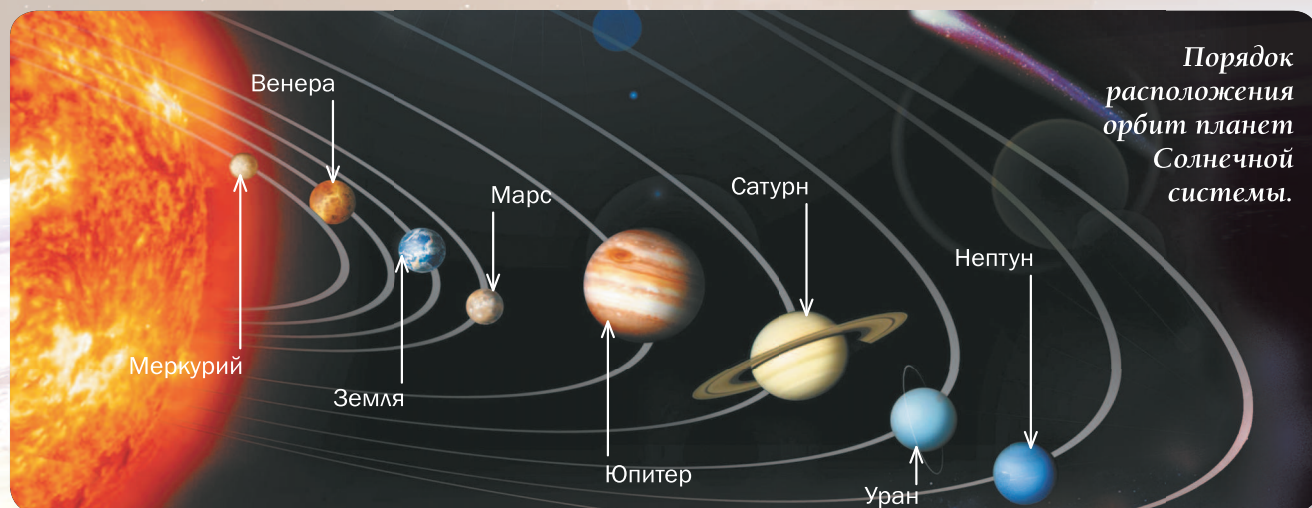 Порядок
расположения
орбит планет
Солнечной
системы.
Венера
Марс
Сатурн
Нептун
Меркурий
Земля
Юпитер
Уран